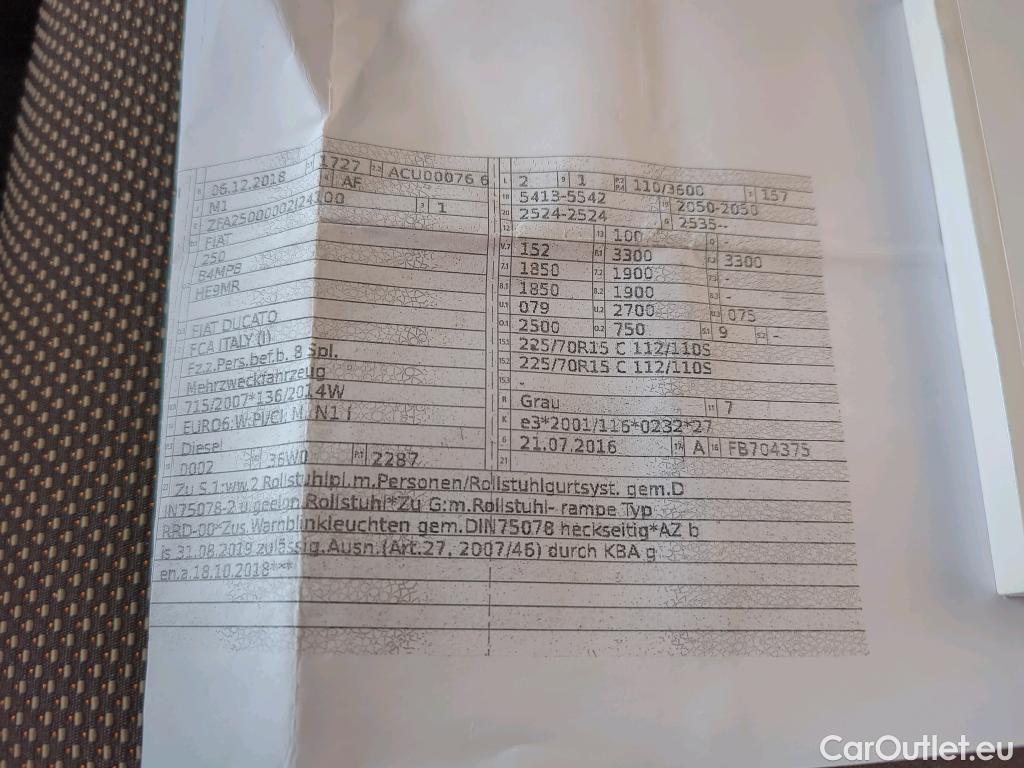 06.12.2018 1727 ACU00076 6 2 1 110/3600 157
M1 AF 5413-5542 2050-2050
1 2524-2524 2535--
FIAT 100 -
250 152 3300 3300
B4MPB 1850 1900
HE9MR 1850 1900 -
079 2700 075
FIAT DUCATO 2500 750 9 -
FCA ITALY (I) 225/70R15 C 112/110S
Fz.z.Pers.bef.b. 8 Spl. 225/70R15 C 112/110S
Mehrzweckfahrzeug -
715/2007*136/2014W Grau 7
EURO6 e3*2001/116*0232*27
Diesel 21.07.2016 A FB704375
0002 36W0 2287
Zu S.1:ww.2 Rollstuhlpl.m.Personen/Rollstuhlgurtsyst. gem.D
IN75078-2 u.geeign.Rollstuhl*Zu G:m.Rollstuhl- rampe Typ
RRD-00*Zus.Warnblinkleuchten gem.DIN75078 heckseitig*AZ b
is 31.08.2019 zulässig.Ausn.(Art.27, 2007/46) durch KBA g
en.a.18.10.2018***
CarOutlet.eu